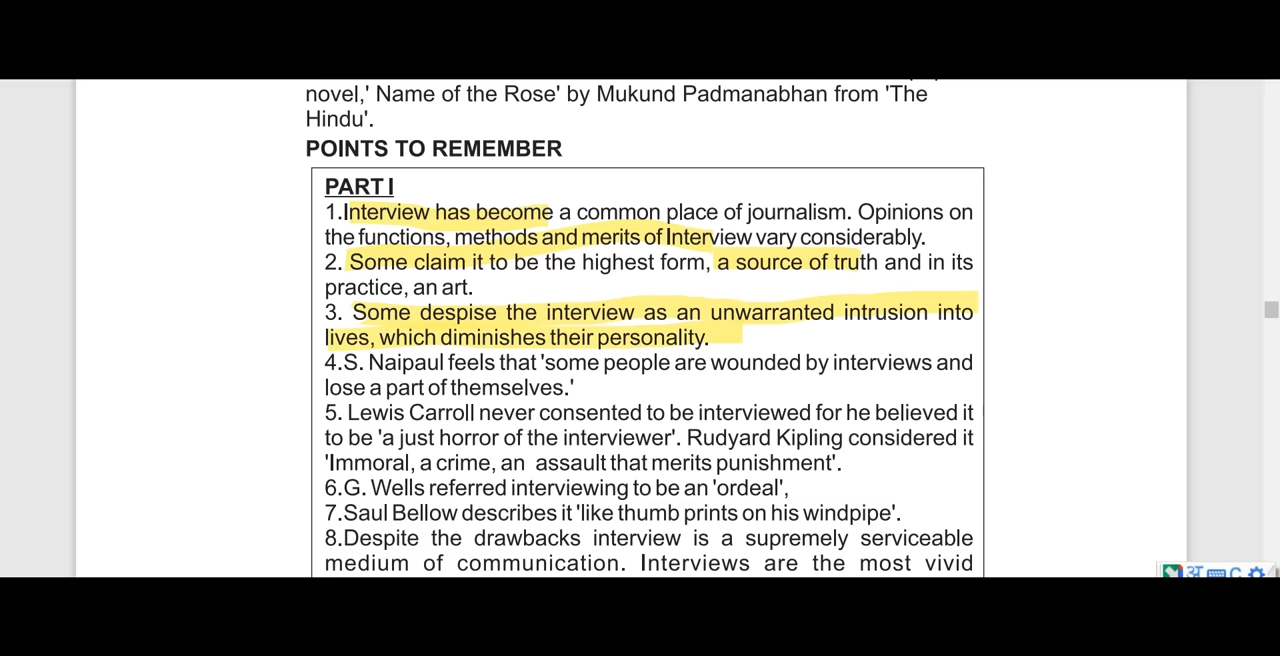 novel,' Name of the Rose' by Mukund Padmanabhan from 'The
Hindu'.
POINTS TO REMEMBER
PART I
1.Interview has become a common place of journalism. Opinions on
the functions, methods and merits of Interview vary considerably.
2. Some claim it to be the highest form, a source of truth and in its
practice, an art.
3. Some despise the interview as an unwarranted intrusion into
lives, which diminishes their personality.
4.S. Naipaul feels that 'some people are wounded by interviews and
lose a part of themselves.'
5. Lewis Carroll never consented to be interviewed for he believed it
to be 'a just horror of the interviewer'. Rudyard Kipling considered it
'Immoral, a crime, an assault that merits punishment'.
6.G. Wells referred interviewing to be an 'ordeal',
7.Saul Bellow describes it 'like thumb prints on his windpipe'.
8.Despite the drawbacks interview is a supremely serviceable
medium of communication. Interviews are the most vivid
अ